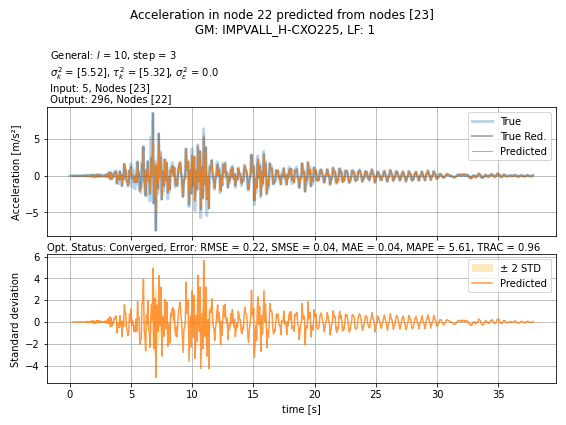 Acceleration in node 22 predicted from nodes [23]
GM: IMPVALL_H-CXO225, LF: 1
General: l = 10, step = 3
σ²ₖ = [5.52], τ²ₖ = [5.32], σ²ε = 0.0
Input: 5, Nodes [23]
Output: 296, Nodes [22]
Acceleration [m/s²]
5
0
−5
True
True Red.
Predicted
Opt. Status: Converged, Error: RMSE = 0.22, SMSE = 0.04, MAE = 0.04, MAPE = 5.61, TRAC = 0.96
Standard deviation
6
4
2
0
−2
−4
± 2 STD
Predicted
0 5 10 15 20 25 30 35
time [s]